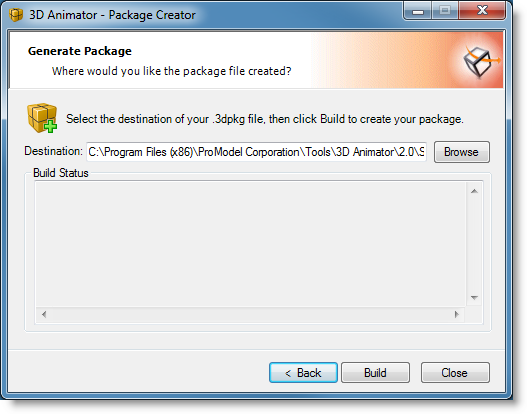 3D Animator - Package Creator
Generate Package
Where would you like the package file created?
Select the destination of your .3dpkg file, then click Build to create your package.
Destination: C:\Program Files (x86)\ProModel Corporation\Tools\3D Animator\2.0\S Browse
Build Status
< Back Build Close